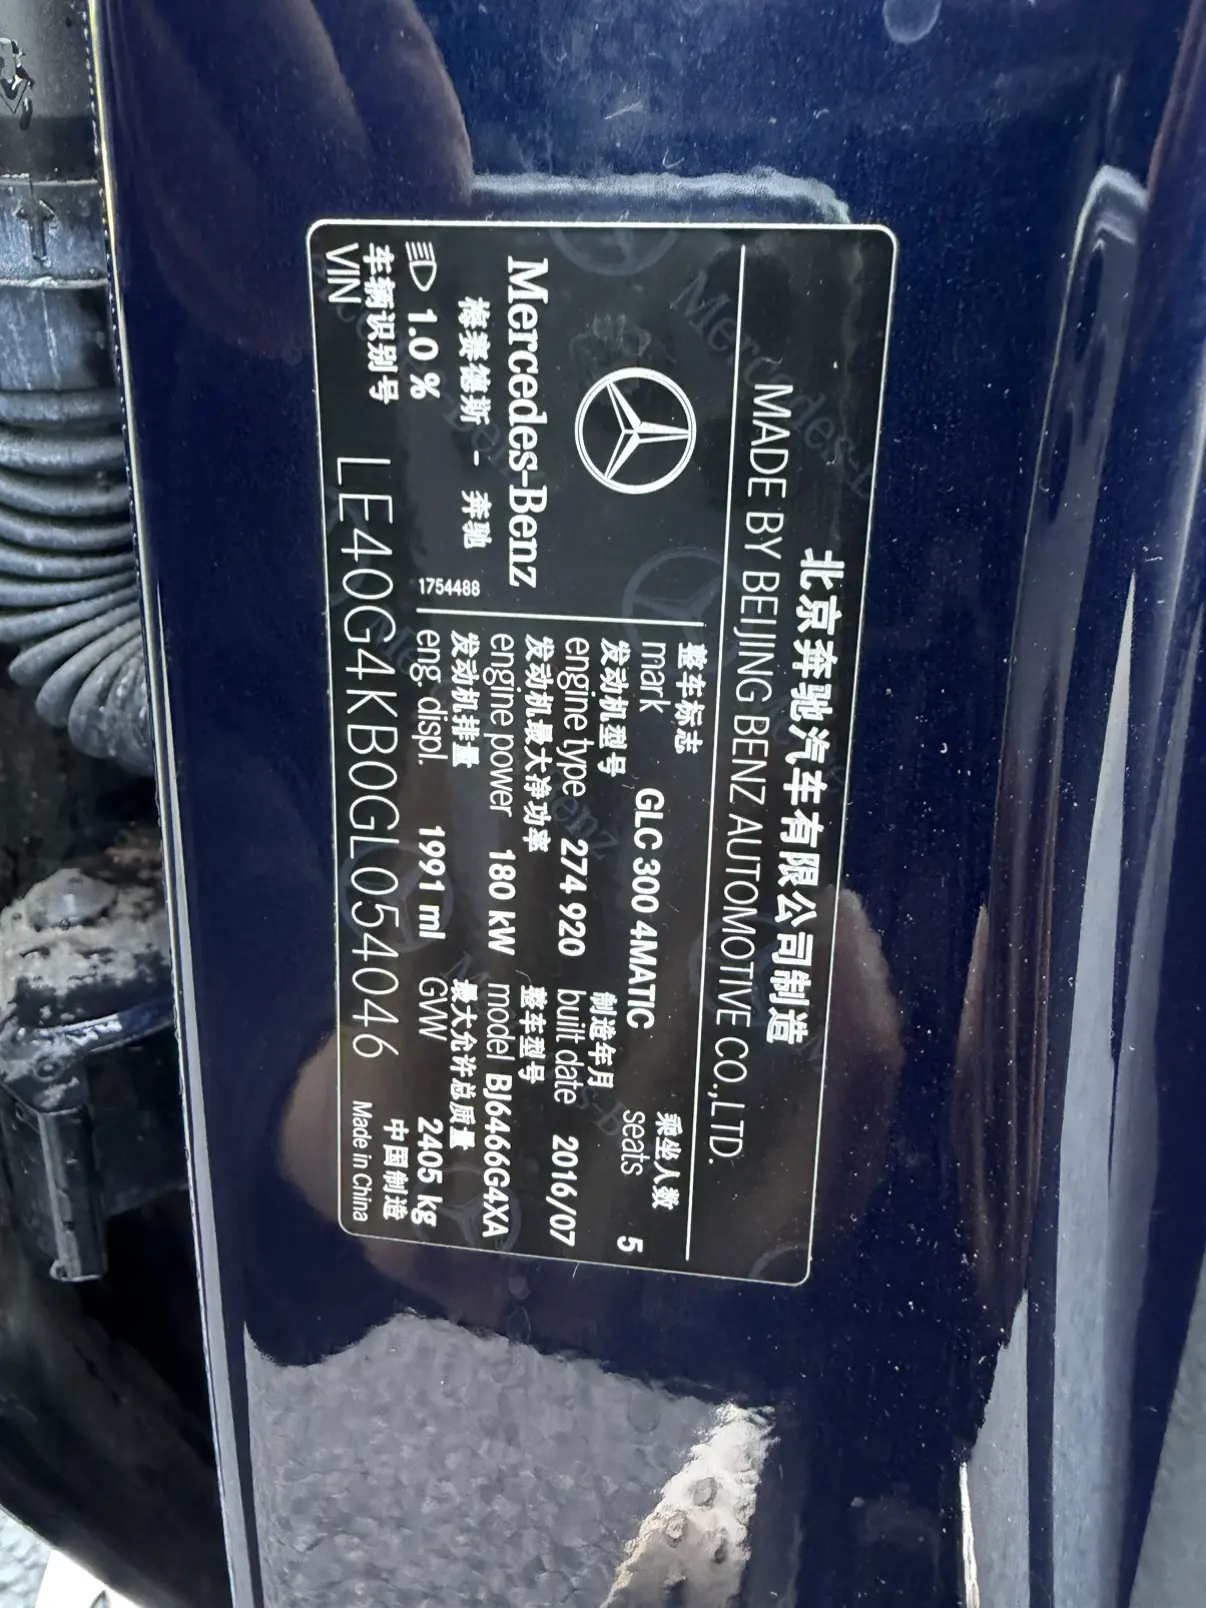 北京奔驰汽车有限公司制造
MADE BY BEIJING BENZ AUTOMOTIVE CO.,LTD.
Mercedes-Benz
梅赛德斯 - 奔驰
1754488
1.0 %
整车标志
mark GLC 300 4MATIC
乘坐人数
seats 5
发动机型号
engine type 274 920
制造年月
built date 2016/07
发动机最大净功率
engine power 180 kW
整车型号
model BJ6466G4XA
发动机排量
eng. displ. 1991 ml
最大允许总质量
GVW 2405 kg
车辆识别号
VIN LE40G4KB0GL054046
中国制造
Made in China